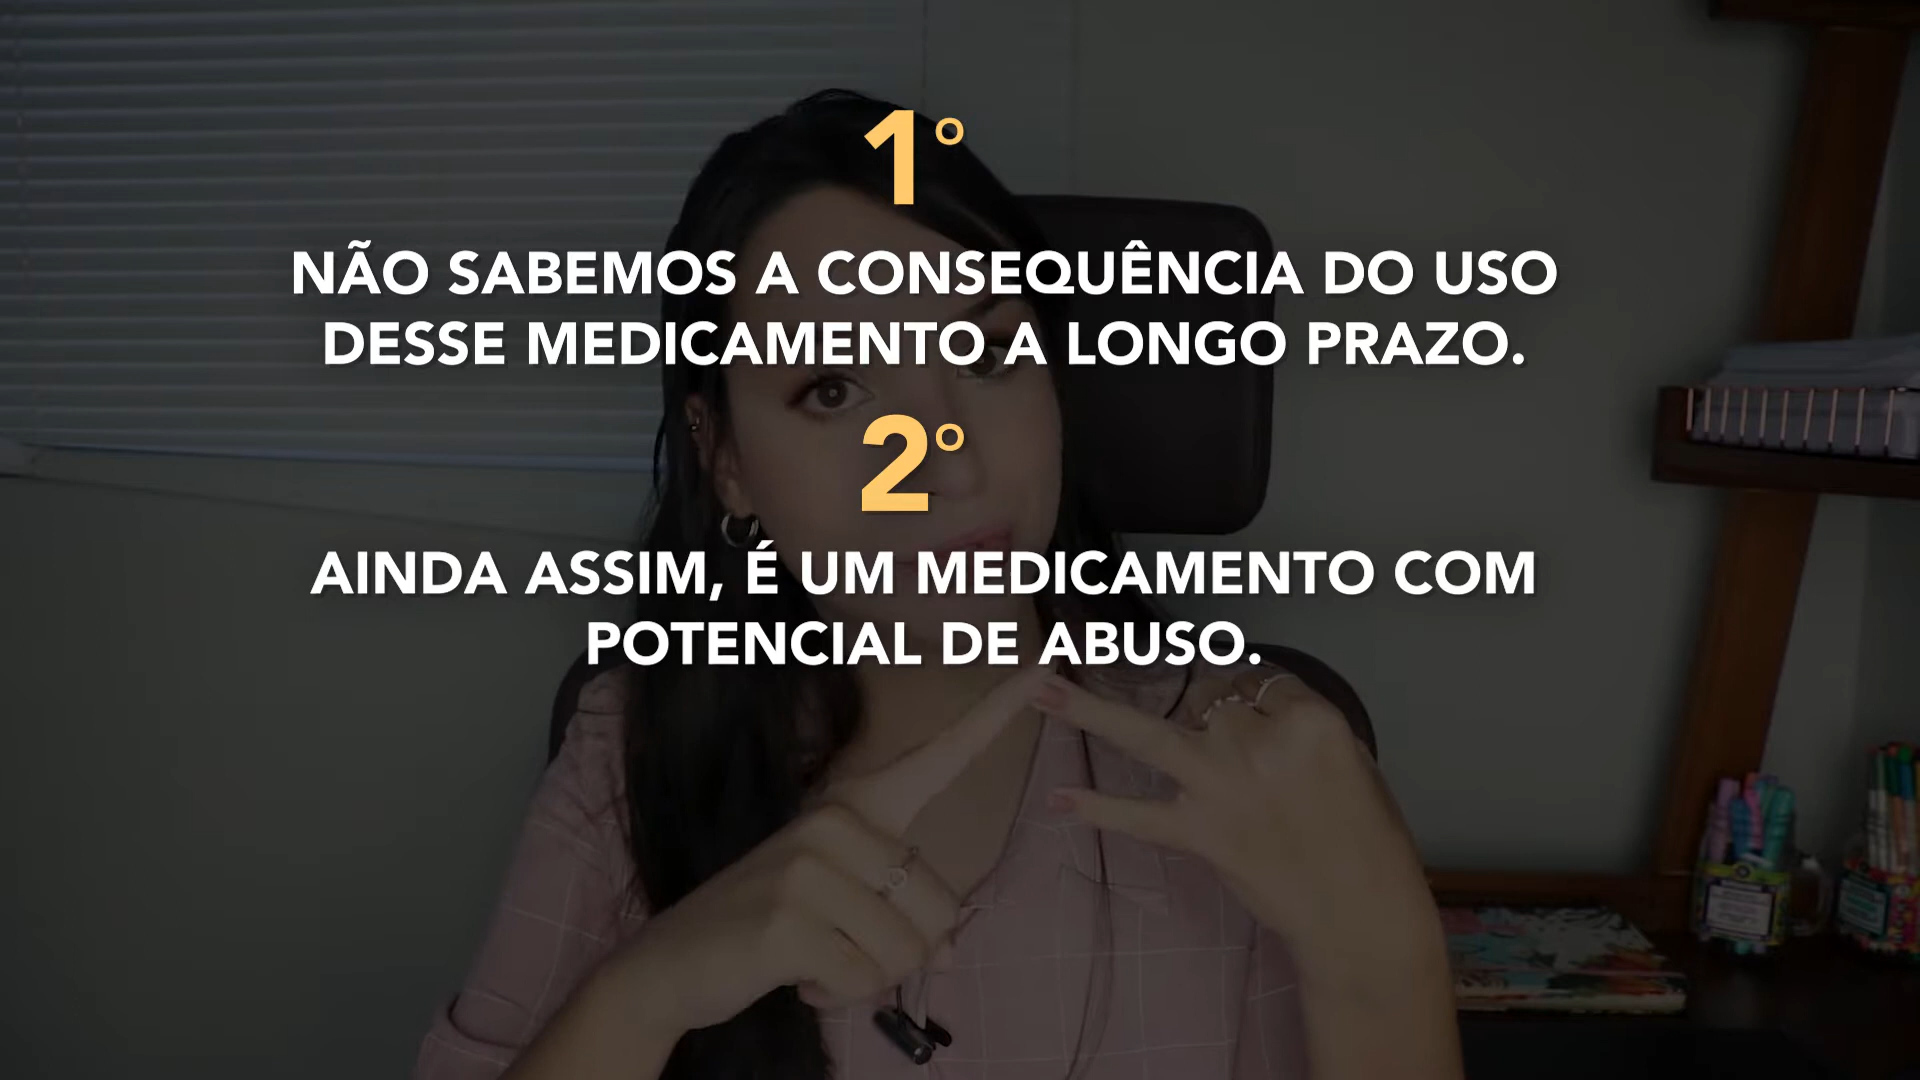 1°
NÃO SABEMOS A CONSEQUÊNCIA DO USO
DESSE MEDICAMENTO A LONGO PRAZO.
2°
AINDA ASSIM, É UM MEDICAMENTO COM
POTENCIAL DE ABUSO.